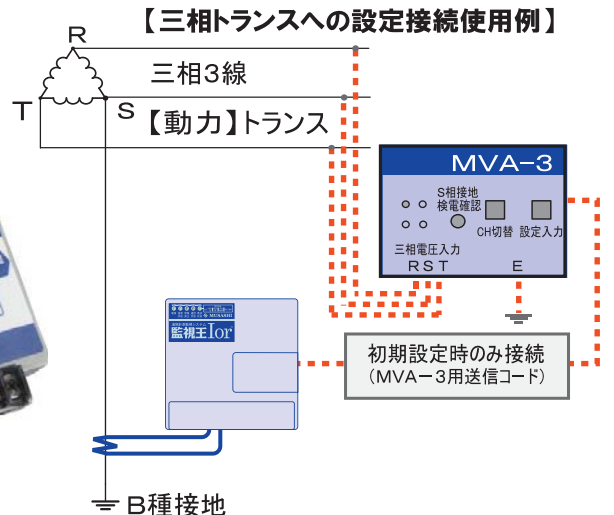 【三相トランスへの設定接続使用例】
R
三相3線
T
S
【動力】トランス
MVA-3
S相接地
検電確認
CH切替
設定入力
三相電圧入力
R S T
E
MUSASHI
監視王Ior
初期設定時のみ接続
（MVA-3用送信コード）
B種接地